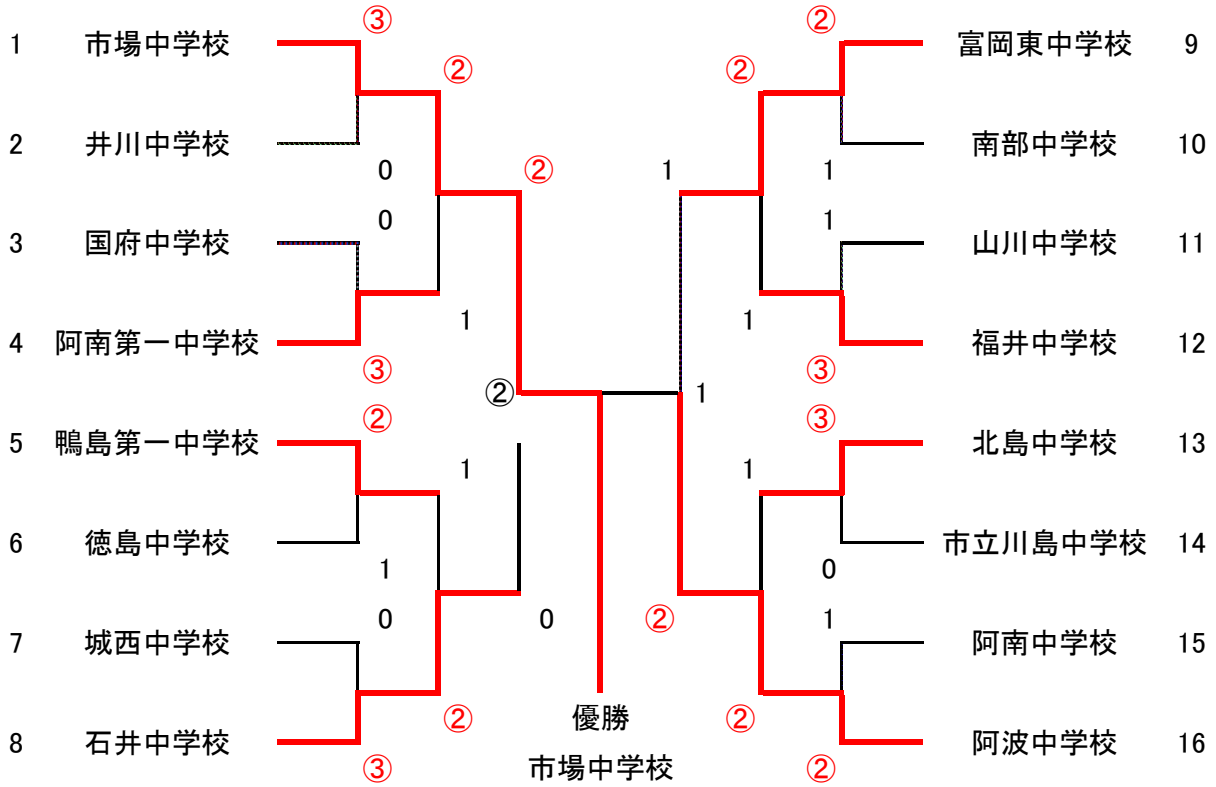 ③ ②
1 市場中学校 富岡東中学校 9
② ②
2 井川中学校 南部中学校 10
0 ② 1 1
0 1
3 国府中学校 山川中学校 11
1 1
4 阿南第一中学校 福井中学校 12
③ ③
② 1
② ③
5 鴨島第一中学校 北島中学校 13
1 1
6 徳島中学校 市立川島中学校 14
1 0
0 0 ② 1
7 城西中学校 阿南中学校 15
② 優勝 ②
8 石井中学校 阿波中学校 16
③ 市場中学校 ②